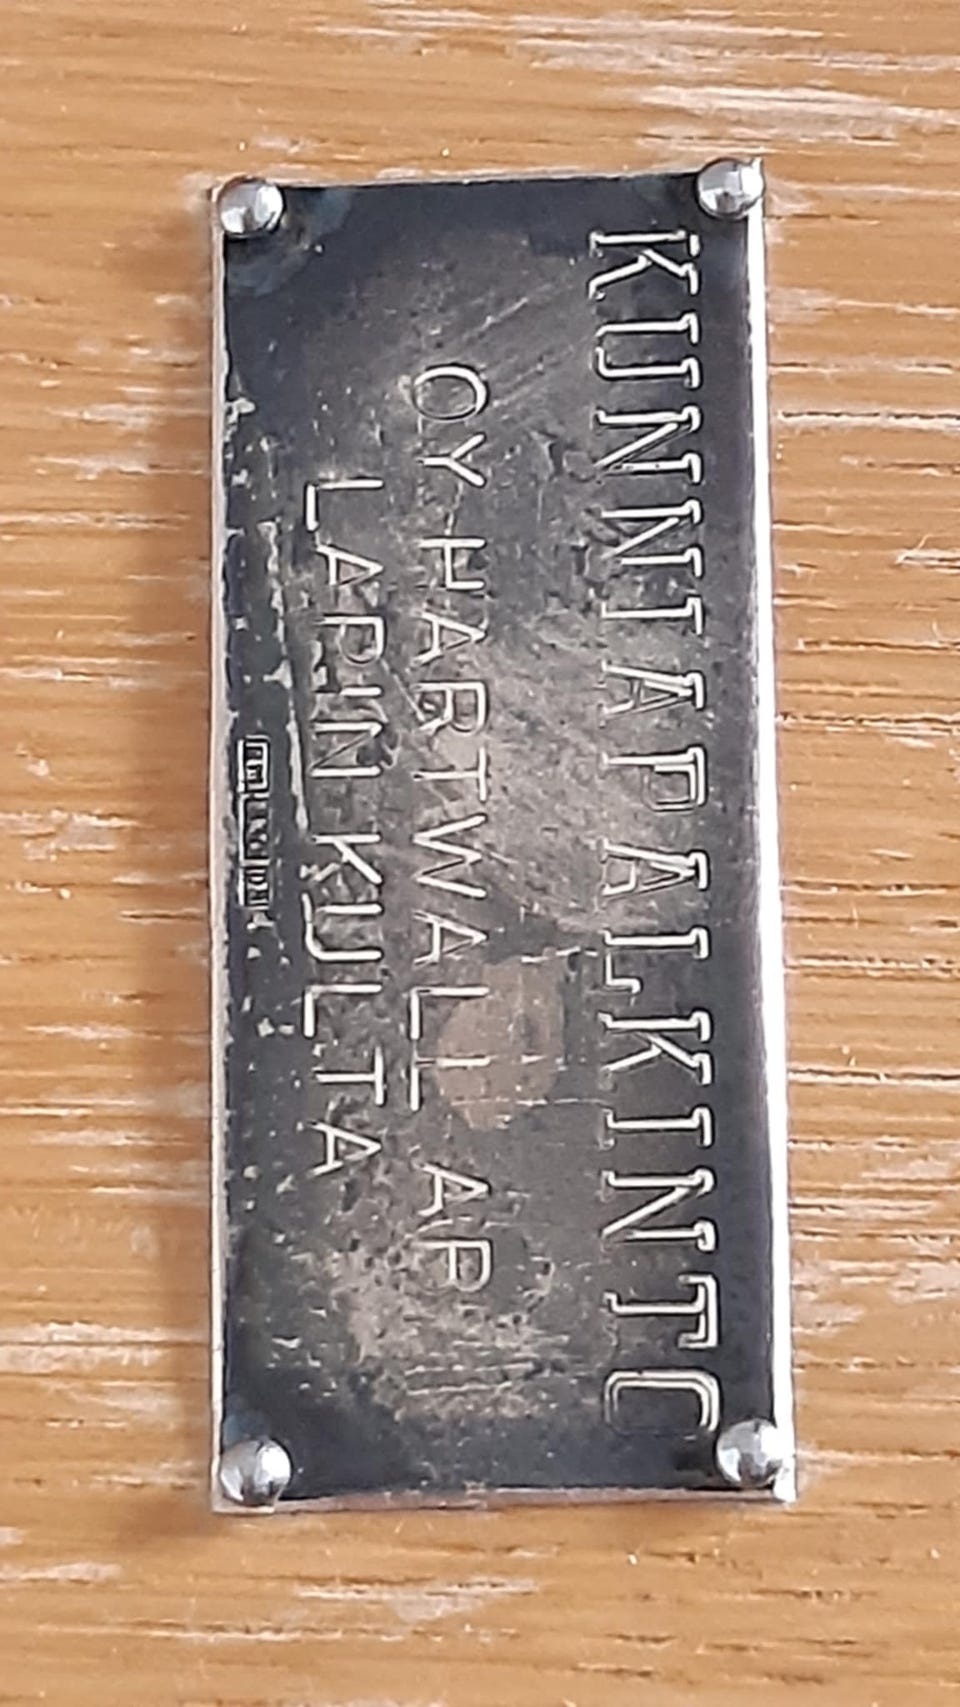 KUNNIAPALKINTO
OY HARTWALL AB
LAPIN KULTA